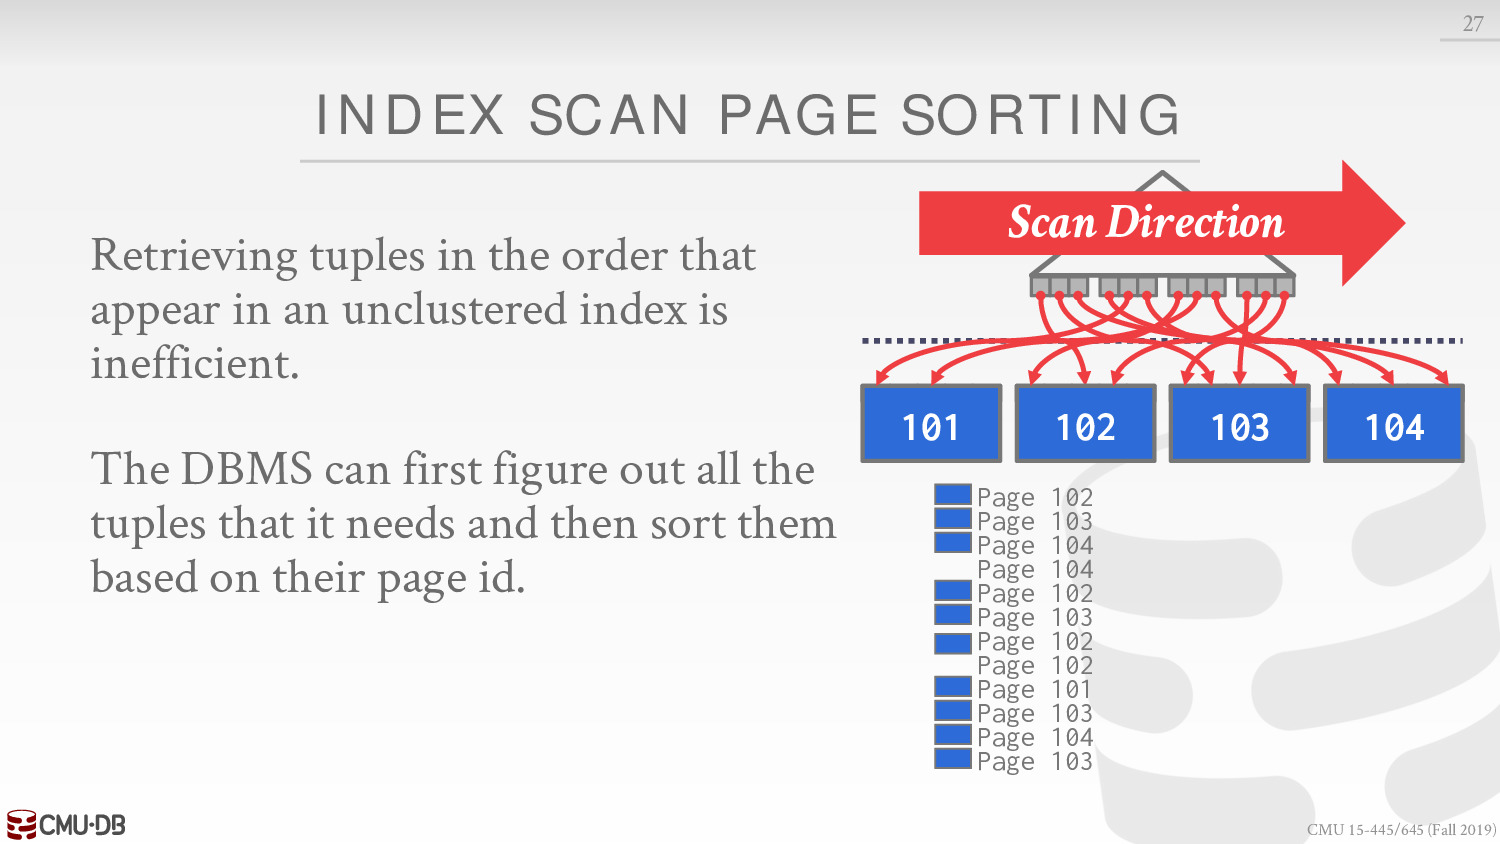 27
INDEX SCAN PAGE SORTING
Retrieving tuples in the order that
appear in an unclustered index is
inefficient.
The DBMS can first figure out all the
tuples that it needs and then sort them
based on their page id.
Scan Direction
101 102 103 104
Page 102
Page 103
Page 104
Page 104
Page 102
Page 103
Page 102
Page 102
Page 101
Page 103
Page 104
Page 103
CMU·DB
CMU 15-445/645 (Fall 2019)